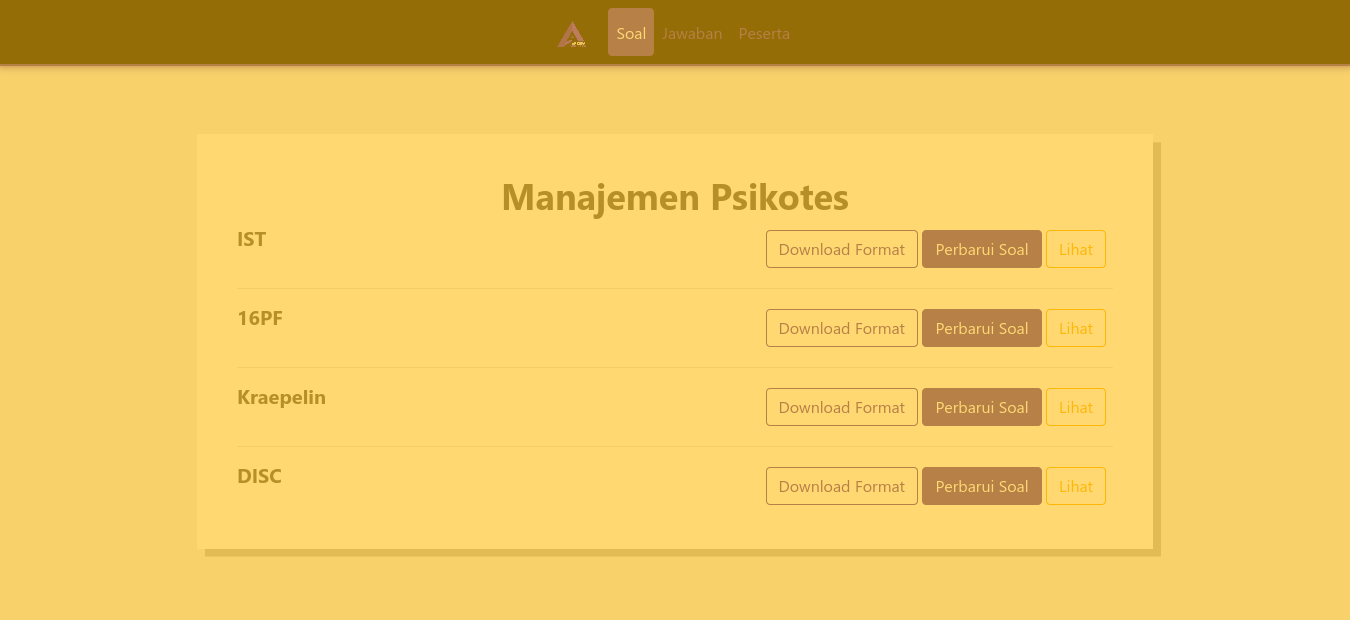 Soal Jawaban Peserta
Manajemen Psikotes
IST Download Format Perbarui Soal Lihat
16PF Download Format Perbarui Soal Lihat
Kraepelin Download Format Perbarui Soal Lihat
DISC Download Format Perbarui Soal Lihat